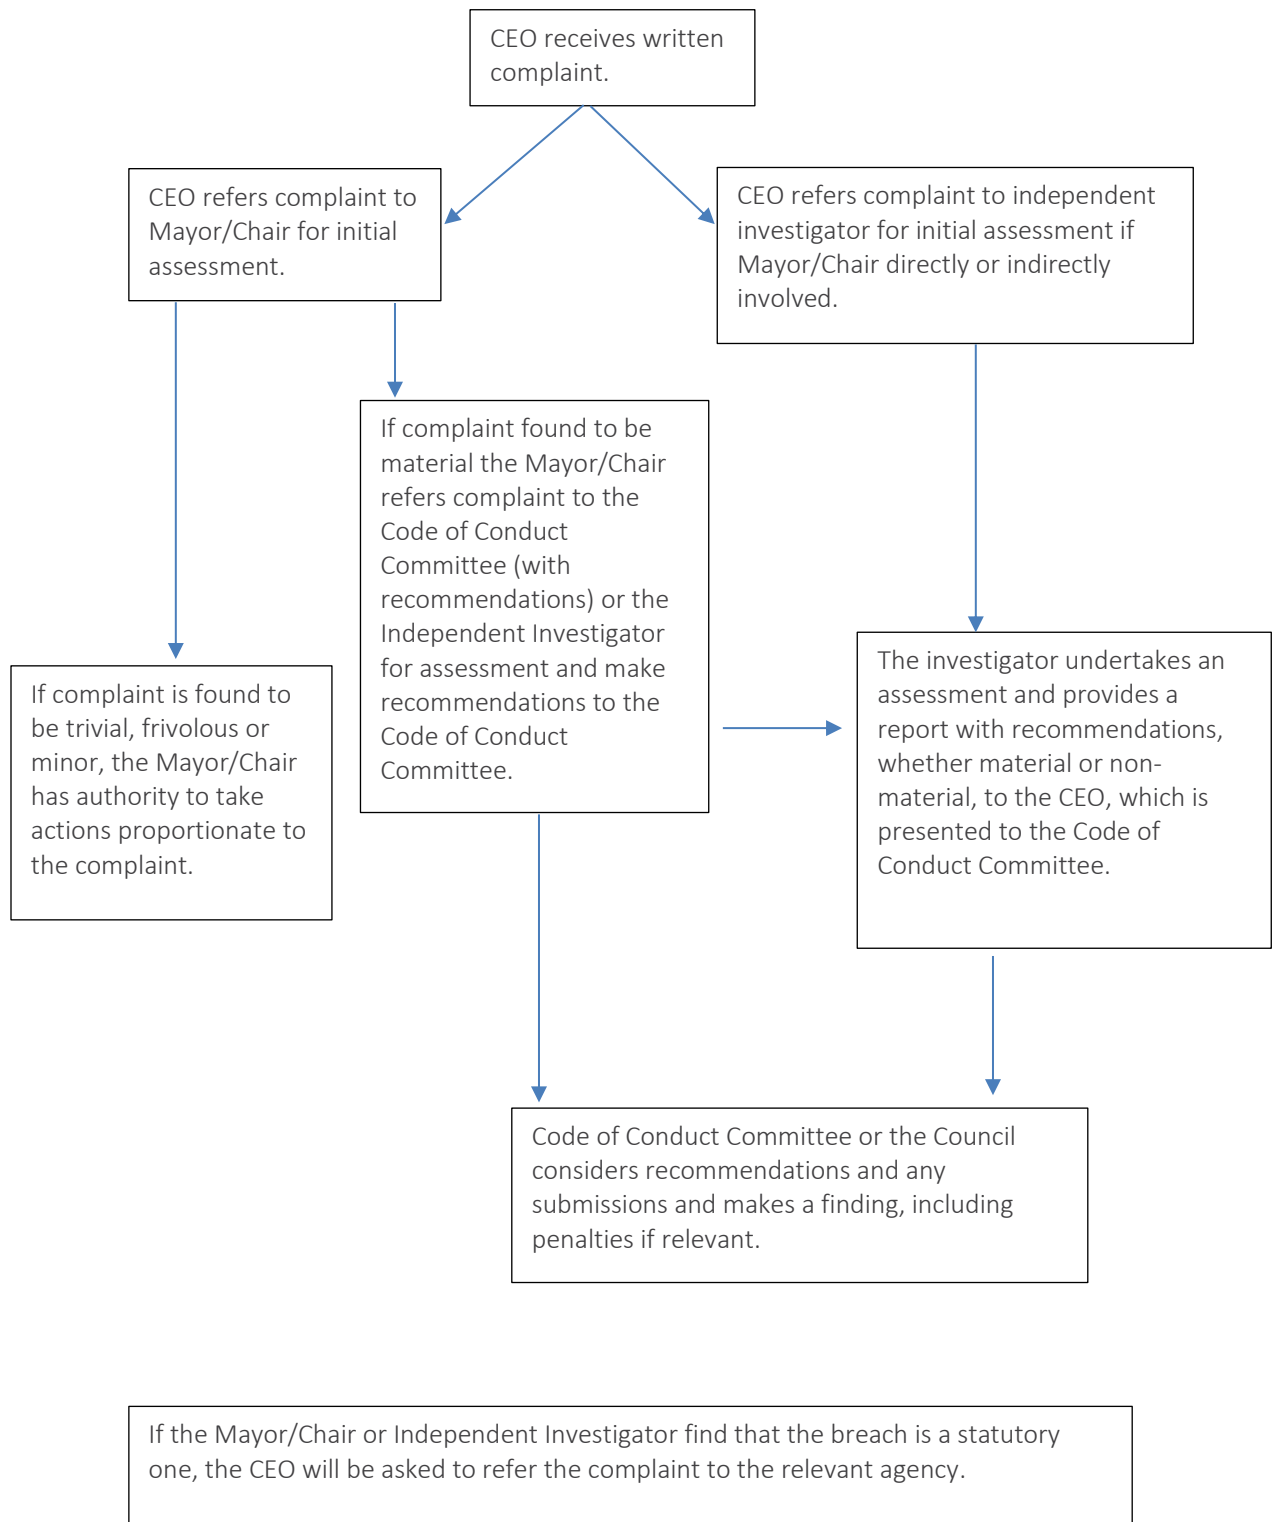 CEO receives written
complaint.
CEO refers complaint to
Mayor/Chair for initial
assessment.
CEO refers complaint to independent
investigator for initial assessment if
Mayor/Chair directly or indirectly
involved.
If complaint found to be
material the Mayor/Chair
refers complaint to the
Code of Conduct
Committee (with
recommendations) or the
Independent Investigator
for assessment and make
recommendations to the
Code of Conduct
Committee.
If complaint is found to
be trivial, frivolous or
minor, the Mayor/Chair
has authority to take
actions proportionate to
the complaint.
The investigator undertakes an
assessment and provides a
report with recommendations,
whether material or non-
material, to the CEO, which is
presented to the Code of
Conduct Committee.
Code of Conduct Committee or the Council
considers recommendations and any
submissions and makes a finding, including
penalties if relevant.
If the Mayor/Chair or Independent Investigator find that the breach is a statutory
one, the CEO will be asked to refer the complaint to the relevant agency.